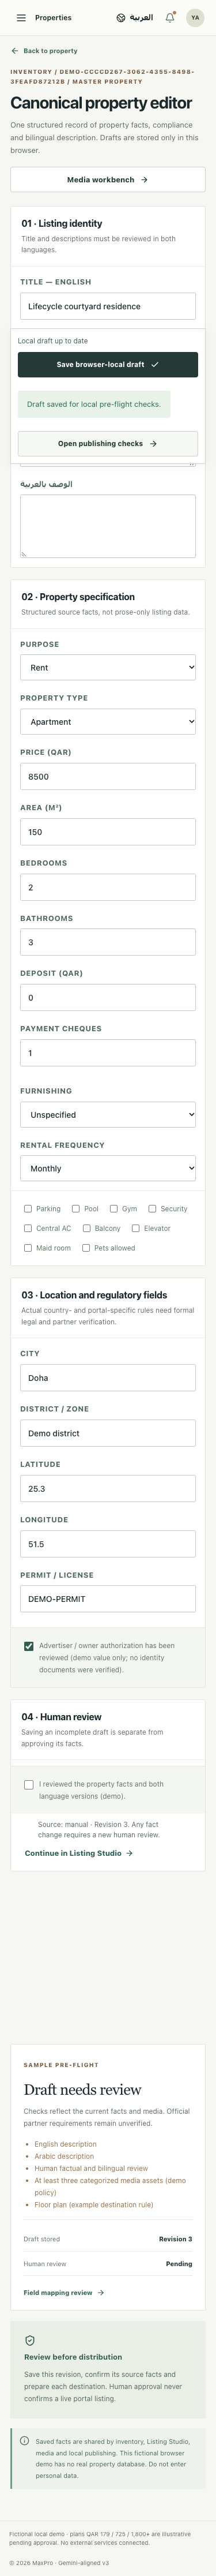 Properties
العربية
YA
Back to property
INVENTORY / DEMO-CCCCD267-3062-4355-8498-
3FEAFD87212B / MASTER PROPERTY
Canonical property editor
One structured record of property facts, compliance
and bilingual description. Drafts are stored only in this
browser.
Media workbench
01 · Listing identity
Title and descriptions must be reviewed in both
languages.
TITLE — ENGLISH
Lifecycle courtyard residence
Local draft up to date
Save browser-local draft
Draft saved for local pre-flight checks.
Open publishing checks
الوصف بالعربية
02 · Property specification
Structured source facts, not prose-only listing data.
PURPOSE
Rent
PROPERTY TYPE
Apartment
PRICE (QAR)
8500
AREA (M²)
150
BEDROOMS
2
BATHROOMS
3
DEPOSIT (QAR)
0
PAYMENT CHEQUES
1
FURNISHING
Unspecified
RENTAL FREQUENCY
Monthly
Parking Pool Gym Security
Central AC Balcony Elevator
Maid room Pets allowed
03 · Location and regulatory fields
Actual country- and portal-specific rules need formal
legal and partner verification.
CITY
Doha
DISTRICT / ZONE
Demo district
LATITUDE
25.3
LONGITUDE
51.5
PERMIT / LICENSE
DEMO-PERMIT
Advertiser / owner authorization has been
reviewed (demo value only; no identity
documents were verified).
04 · Human review
Saving an incomplete draft is separate from
approving its facts.
I reviewed the property facts and both
language versions (demo).
Source: manual · Revision 3. Any fact
change requires a new human review.
Continue in Listing Studio
SAMPLE PRE-FLIGHT
Draft needs review
Checks reflect the current facts and media. Official
partner requirements remain unverified.
• English description
• Arabic description
• Human factual and bilingual review
• At least three categorized media assets (demo
policy)
• Floor plan (example destination rule)
Draft stored Revision 3
Human review Pending
Field mapping review
Review before distribution
Save this revision, confirm its source facts and
prepare each destination. Human approval never
confirms a live portal listing.
Saved facts are shared by inventory, Listing Studio,
media and local publishing. This fictional browser
demo has no real property database. Do not enter
personal data.
Fictional local demo · plans QAR 179 / 725 / 1,800+ are illustrative
pending approval. No external services connected.
© 2026 MaxPro · Gemini-aligned v3